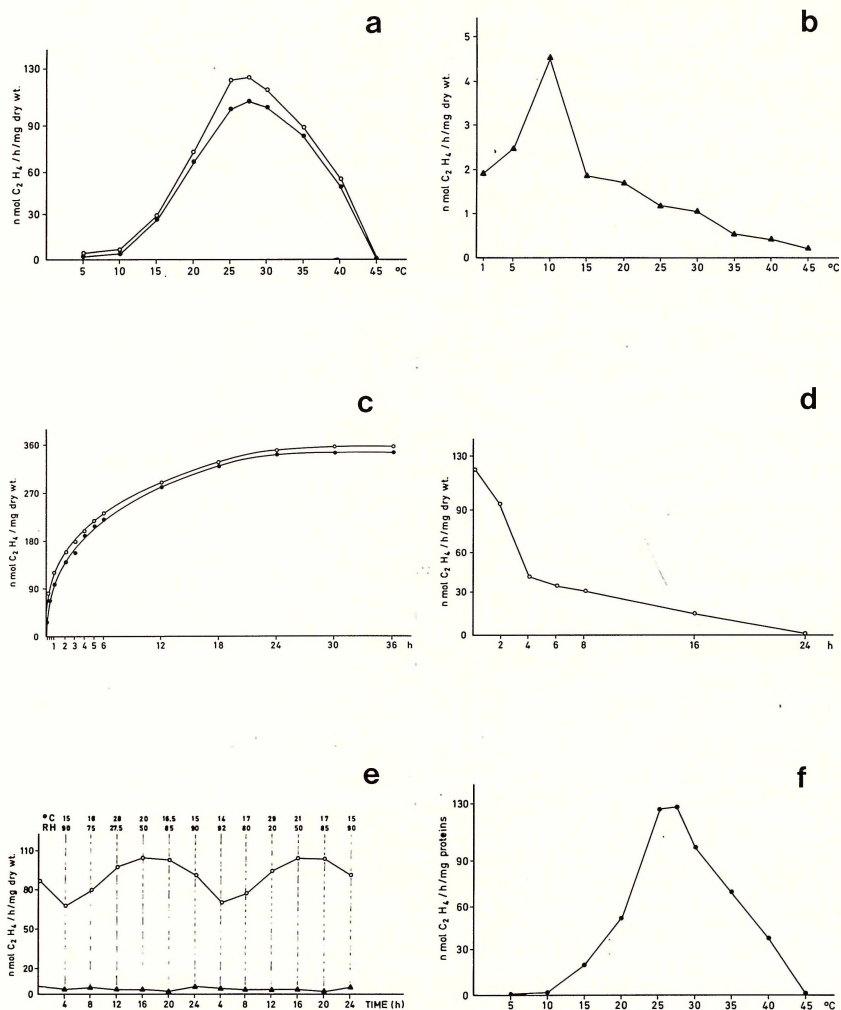 a
n mol C₂ H₄ / h / mg dry wt.
130
90
60
30
0
5 10 15 20 25 30 35 40 45 ºC
b
n mol C₂ H₄ / h / mg dry wt.
5
4
3
2
1
0
1 5 10 15 20 25 30 35 40 45 ºC
c
n mol C₂ H₄ / mg dry wt.
360
270
180
90
0
1 2 3 4 5 6 12 18 24 30 36 h
d
n mol C₂ H₄ / h / mg dry wt.
130
90
60
30
0
2 4 6 8 16 24 h
e
ºC 15 18 28 20 16.5 15 14 17 29 21 17 15
RH 90 75 27.5 50 85 90 92 80 20 50 85 90
n mol C₂ H₄ / h / mg dry wt.
110
80
20
0
4 8 12 16 20 24 4 8 12 16 20 24 TIME (h)
f
n mol C₂ H₄ / h / mg proteins
130
90
60
30
0
5 10 15 20 25 30 35 40 45 ºC